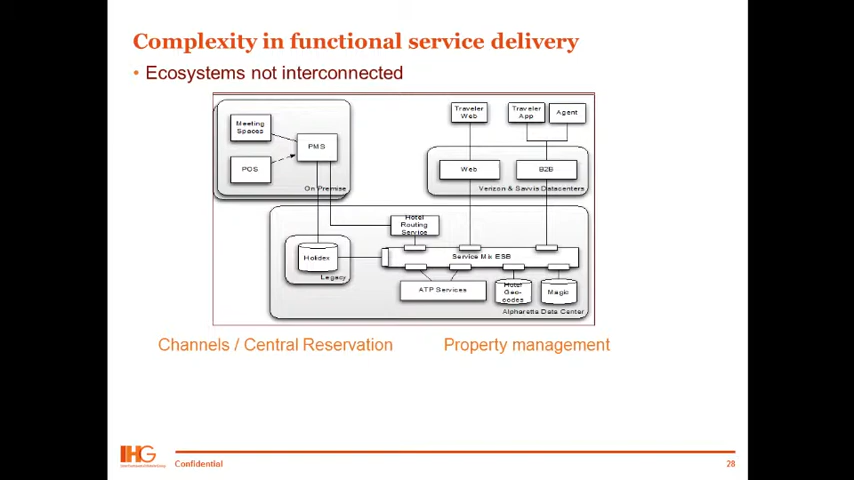 Complexity in functional service delivery
• Ecosystems not interconnected
Meeting
Spaces
PMS
POS
On Premise
Traveler
Web
Traveler
App
Agent
Web
B2B
Verizon & Savvis Datacenters
Hotel
Routing
Service
Holidex
Legacy
Service Mix ESB
ATP Services
Hotel
Geo-
codes
Magic
Alpharetta Data Center
Channels / Central Reservation
Property management
IHG
Confidential
28